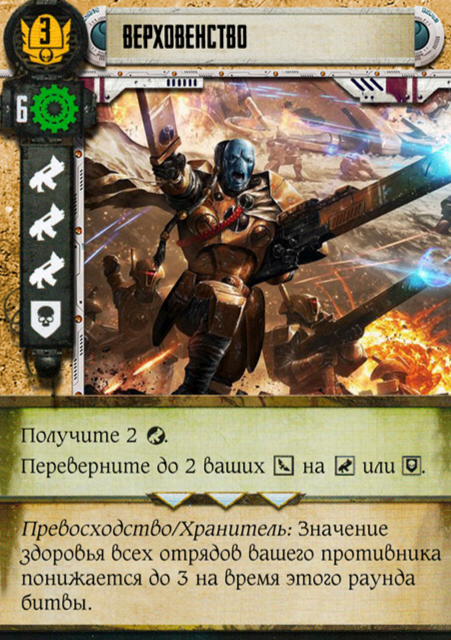 3
ВЕРХОВЕНСТВО
6
Получите 2 .
Переверните до 2 ваших на или .
Превосходство/Хранитель: Значение
здоровья всех отрядов вашего противника
понижается до 3 на время этого раунда
битвы.